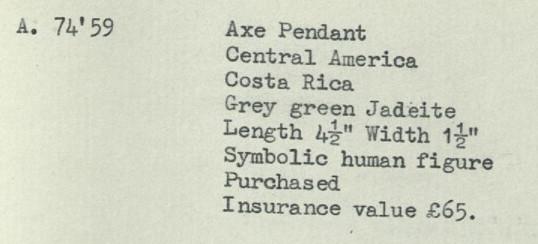 A. 74'59 Axe Pendant
Central America
Costa Rica
Grey green Jadeite
Length 4½" Width 1½"
Symbolic human figure
Purchased
Insurance value £65.